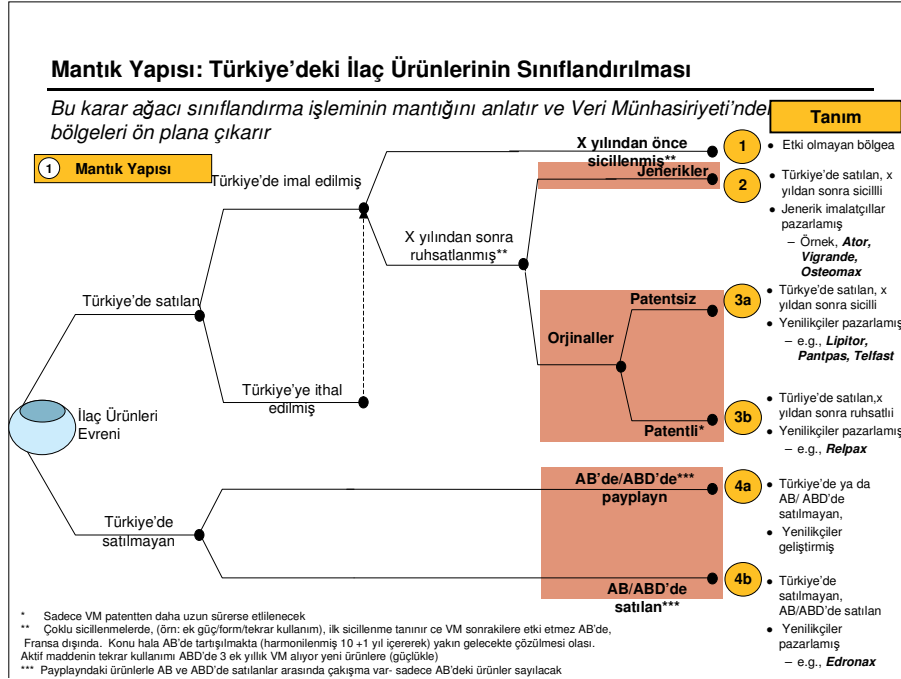 Mantık Yapısı: Türkiye'deki İlaç Ürünlerinin Sınıflandırılması
Bu karar ağacı sınıflandırma işleminin mantığını anlatır ve Veri Münhasiriyeti'nde
bölgeleri ön plana çıkarır
Tanım
1 Mantık Yapısı
Türkiye'de imal edilmiş
X yılından önce
sicillenmiş**
Jenerikler
X yılından sonra
ruhsatlanmış**
Türkiye'de satılan
Türkiye'ye ithal
edilmiş
Orjinaller
Patentsiz
Patentli*
İlaç Ürünleri
Evreni
Türkiye'de
satılmayan
AB'de/ABD'de***
payplayn
AB/ABD'de
satılan***
1
• Etki olmayan bölgea
2
• Türkiye'de satılan, x
yıldan sonra sicillli
• Jenerik imalatçıllar
pazarlamış
– Örnek, Ator,
Vigrande,
Osteomax
3a
• Türkye'de satılan, x
yıldan sonra sicilli
• Yenilikçiler pazarlamış
– e.g., Lipitor,
Pantpas, Telfast
3b
• Türliye'de satılan,x
yıldan sonra ruhsatlıı
• Yenilikçiler pazarlamış
– e.g., Relpax
4a
• Türkiye'de ya da
AB/ ABD'de
satılmayan,
• Yenilikçiler
geliştirmiş
4b
• Türkiye'de
satılmayan,
AB/ABD'de satılan
• Yenilikçiler
pazarlamış
– e.g., Edronax
* Sadece VM patentten daha uzun sürerse etlilenecek
** Çoklu sicillenmelerde, (örn: ek güç/form/tekrar kullanım), ilk sicillenme tanınır ce VM sonrakilere etki etmez AB'de,
Fransa dışında. Konu hala AB'de tartışılmakta (harmonilenmiş 10 +1 yıl içererek) yakın gelecekte çözülmesi olası.
Aktif maddenin tekrar kullanımı ABD'de 3 ek yıllık VM alıyor yeni ürünlere (güçlükle)
*** Payplayndaki ürünlerle AB ve ABD'de satılanlar arasında çakışma var- sadece AB'deki ürünler sayılacak